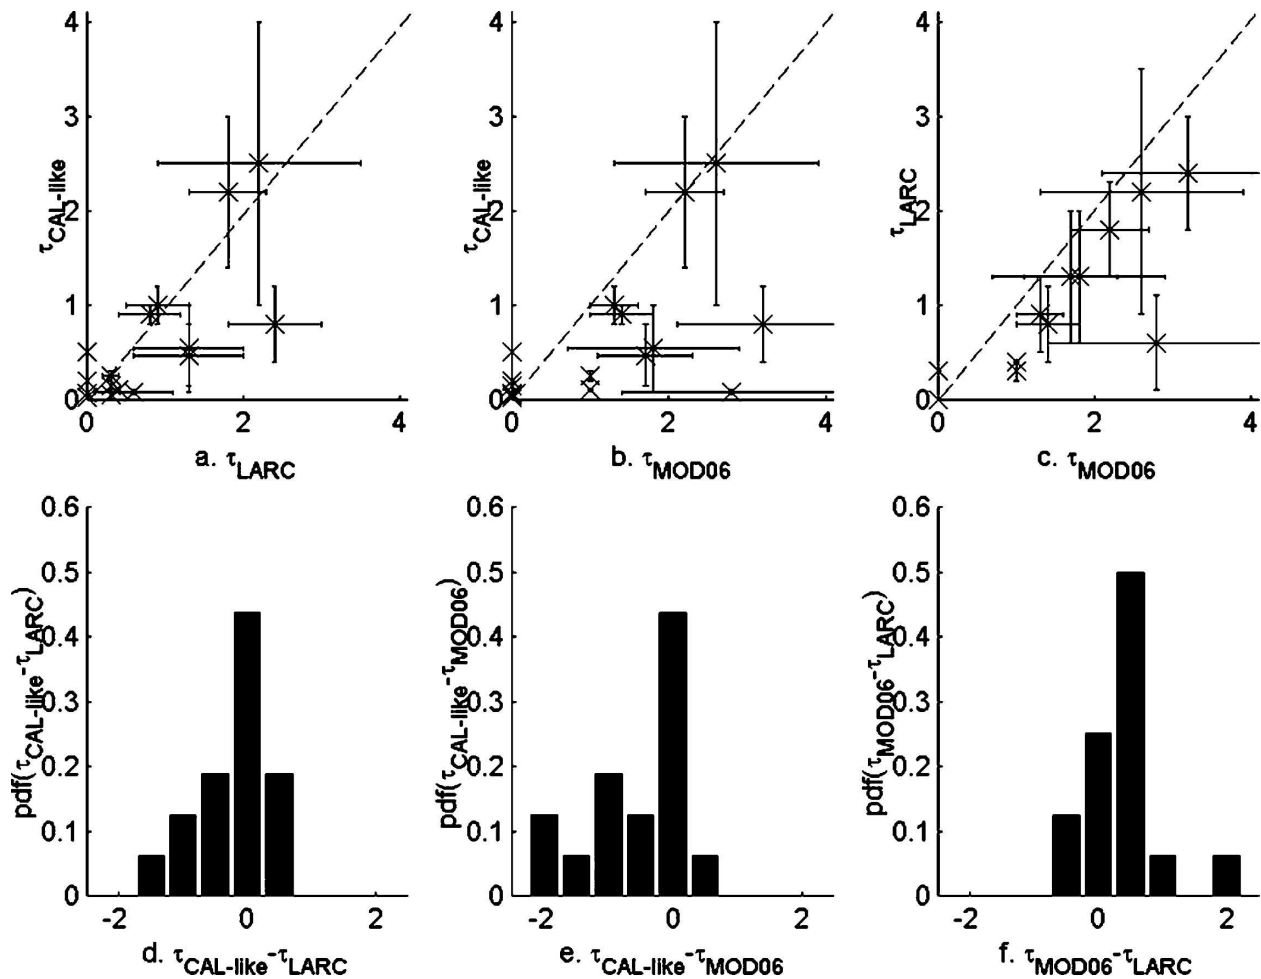 4
3
2
1
0
τCAL-like
0 2 4
a. τLARC
4
3
2
1
0
τCAL-like
0 2 4
b. τMOD06
4
3
2
1
0
τLARC
0 2 4
c. τMOD06
0.6
0.5
0.4
0.3
0.2
0.1
0
pdf(τCAL-like-τLARC)
-2 0 2
d. τCAL-like-τLARC
0.6
0.5
0.4
0.3
0.2
0.1
0
pdf(τCAL-like-τMOD06)
-2 0 2
e. τCAL-like-τMOD06
0.6
0.5
0.4
0.3
0.2
0.1
0
pdf(τMOD06-τLARC)
-2 0 2
f. τMOD06-τLARC